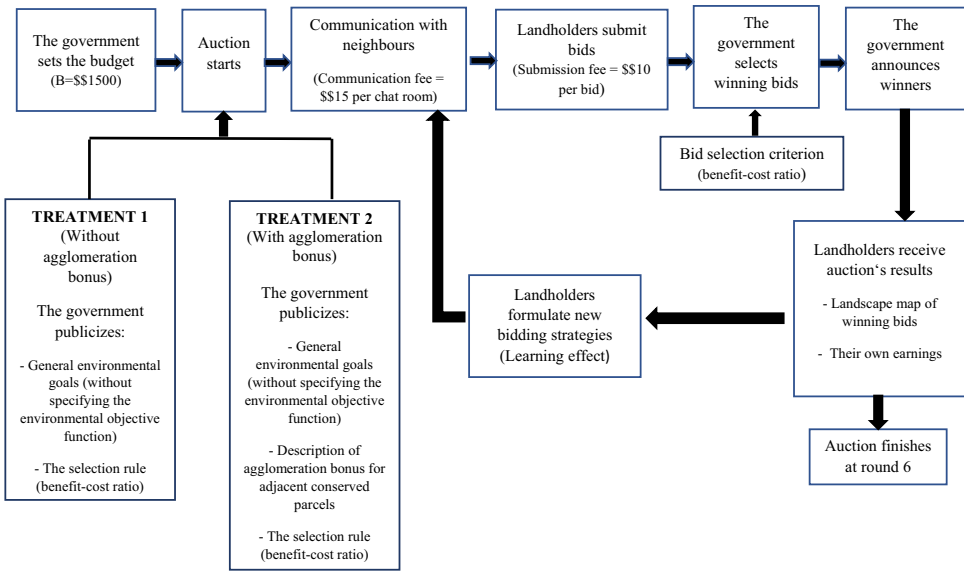 The government
sets the budget
(B=$$1500)
Auction
starts
Communication with
neighbours
(Communication fee =
$$15 per chat room)
Landholders submit
bids
(Submission fee = $$10
per bid)
The
government
selects
winning bids
The
government
announces
winners
Bid selection criterion
(benefit-cost ratio)
TREATMENT 1
(Without
agglomeration
bonus)
The government
publicizes:
- General environmental
goals (without
specifying the
environmental objective
function)
- The selection rule
(benefit-cost ratio)
TREATMENT 2
(With agglomeration
bonus)
The government
publicizes:
- General
environmental goals
(without specifying the
environmental objective
function)
- Description of
agglomeration bonus for
adjacent conserved
parcels
- The selection rule
(benefit-cost ratio)
Landholders
formulate new
bidding strategies
(Learning effect)
Landholders receive
auction‘s results
- Landscape map of
winning bids
- Their own earnings
Auction finishes
at round 6